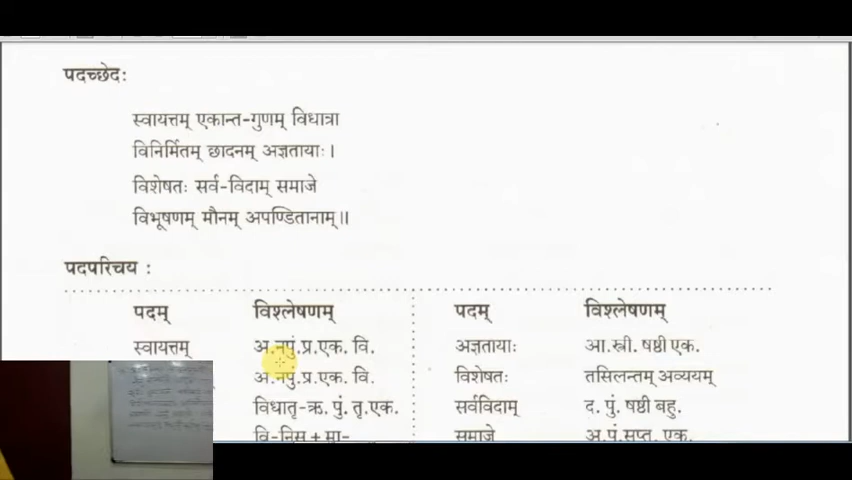 पदच्छेदः
स्वायत्तम् एकान्त-गुणम् विधात्रा
विनिर्मितम् छादनम् अज्ञतायाः।
विशेषतः सर्व-विदाम् समाजे
विभूषणम् मौनम् अपण्डितानाम्॥
पदपरिचय :
पदम् विश्लेषणम् पदम् विश्लेषणम्
स्वायत्तम् अ.नपुं.प्र.एक. वि. अज्ञतायाः आ.स्त्री. षष्ठी एक.
अ.नपु.प्र.एक. वि. विशेषतः तसिलन्तम् अव्ययम्
विधातृ-ऋ. पुं. तृ.एक. सर्वविदाम् द. पुं. षष्ठी बहु.
वि-निस+मा- समाजे अ.पं.सप्त. एक.